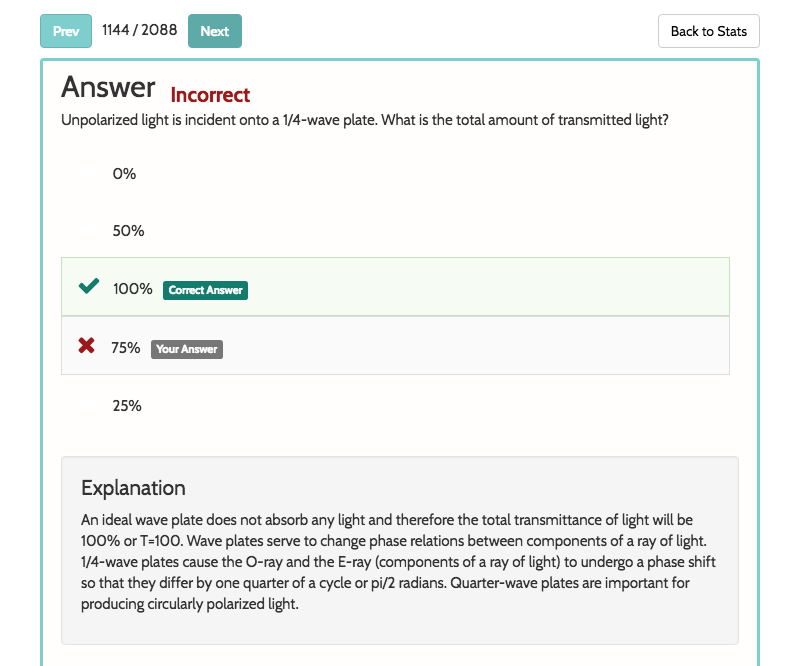 Prev 1144 / 2088 Next Back to Stats
Answer Incorrect
Unpolarized light is incident onto a 1/4-wave plate. What is the total amount of transmitted light?
0%
50%
100% Correct Answer
75% Your Answer
25%
Explanation
An ideal wave plate does not absorb any light and therefore the total transmittance of light will be
100% or T=100. Wave plates serve to change phase relations between components of a ray of light.
1/4-wave plates cause the O-ray and the E-ray (components of a ray of light) to undergo a phase shift
so that they differ by one quarter of a cycle or pi/2 radians. Quarter-wave plates are important for
producing circularly polarized light.